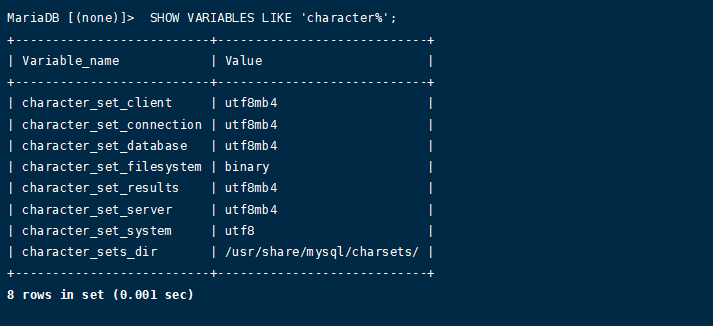 MariaDB [(none)]>  SHOW VARIABLES LIKE 'character%';
+--------------------------+----------------------------+
| Variable_name            | Value                      |
+--------------------------+----------------------------+
| character_set_client     | utf8mb4                    |
| character_set_connection | utf8mb4                    |
| character_set_database   | utf8mb4                    |
| character_set_filesystem | binary                     |
| character_set_results    | utf8mb4                    |
| character_set_server     | utf8mb4                    |
| character_set_system     | utf8                       |
| character_sets_dir       | /usr/share/mysql/charsets/ |
+--------------------------+----------------------------+
8 rows in set (0.001 sec)